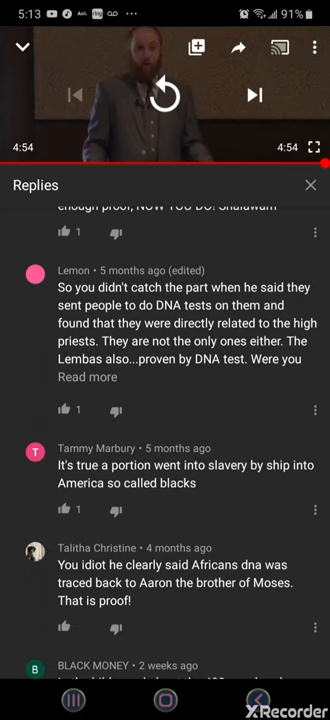 5:13 Aol. ring ... 91%
4:54 4:54
Replies
enough proof, NOW YOU DO! Shalawam
1
Lemon • 5 months ago (edited)
So you didn't catch the part when he said they
sent people to do DNA tests on them and
found that they were directly related to the high
priests. They are not the only ones either. The
Lembas also...proven by DNA test. Were you
Read more
1
T
Tammy Marbury • 5 months ago
It's true a portion went into slavery by ship into
America so called blacks
1
Talitha Christine • 4 months ago
You idiot he clearly said Africans dna was
traced back to Aaron the brother of Moses.
That is proof!
B
BLACK MONEY • 2 weeks ago
XRecorder